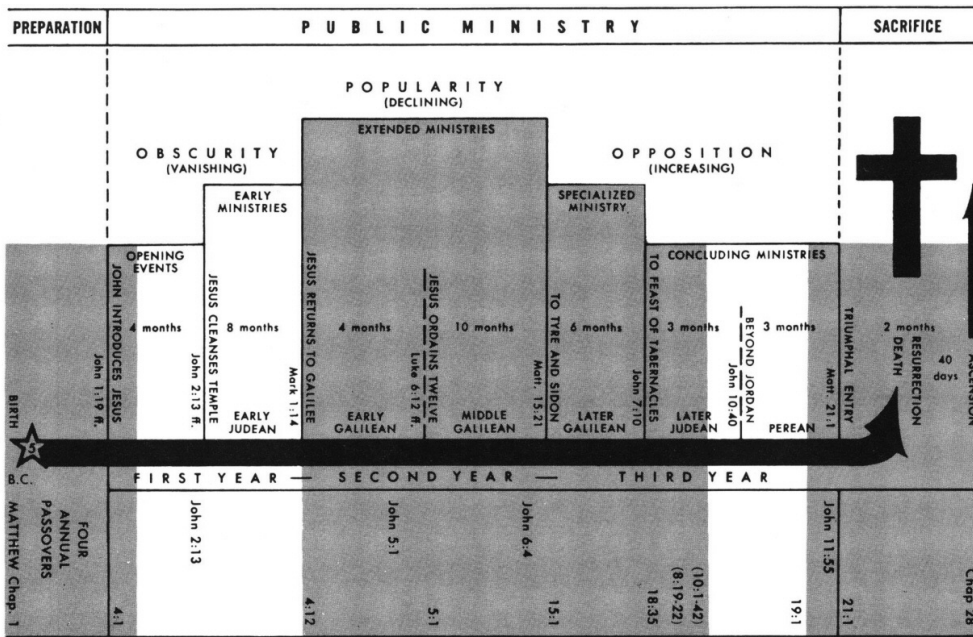 PREPARATION
PUBLIC MINISTRY
SACRIFICE
POPULARITY
(DECLINING)
EXTENDED MINISTRIES
OBSCURITY
(VANISHING)
OPPOSITION
(INCREASING)
EARLY
MINISTRIES
SPECIALIZED
MINISTRY
OPENING
EVENTS
CONCLUDING MINISTRIES
JOHN INTRODUCES JESUS
John 1:19 ff.
4 months
JESUS CLEANSES TEMPLE
John 2:13 ff.
8 months
EARLY
JUDEAN
JESUS RETURNS TO GALILEE
Mark 1:14
4 months
EARLY
GALILEAN
JESUS ORDAINS TWELVE
Luke 6:12 ff.
10 months
MIDDLE
GALILEAN
TO TYRE AND SIDON
Matt. 15:21
6 months
LATER
GALILEAN
TO FEAST OF TABERNACLES
John 7:10
3 months
LATER
JUDEAN
BEYOND JORDAN
John 10:40
3 months
PEREAN
TRIUMPHAL ENTRY
Matt. 21:1
2 months
RESURRECTION
DEATH
40
days
BIRTH
5
B.C.
FIRST YEAR — SECOND YEAR — THIRD YEAR
FOUR
ANNUAL
PASSOVERS
John 2:13
John 5:1
John 6:4
John 11:55
MATTHEW Chap. 1
4:1
4:12
5:1
15:1
18:35
(8:19-22)
(10:1-42)
19:1
21:1